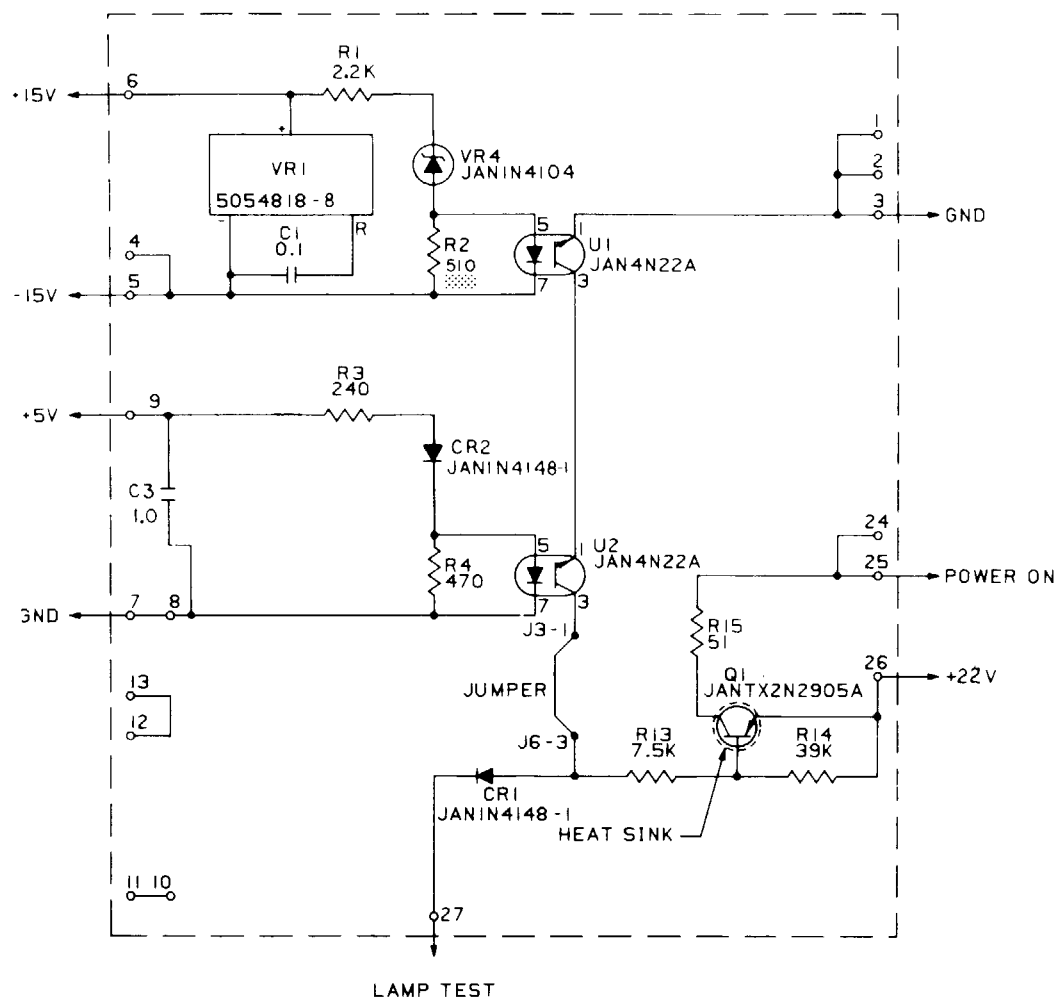 R1
2.2K
6
+15V
+
VR1
5054818-8
-
R
C1
0.1
VR4
JAN1N4104
1
2
3
GND
4
5
-15V
R2
510
5
7
1
3
U1
JAN4N22A
R3
240
9
+5V
CR2
JAN1N4148-1
C3
1.0
24
25
POWER ON
R4
470
5
7
1
3
U2
JAN4N22A
7
8
GND
J3-1
R15
51
26
+22V
13
12
JUMPER
Q1
JANTX2N2905A
J6-3
R13
7.5K
R14
39K
CR1
JAN1N4148-1
HEAT SINK
11 10
27
LAMP TEST